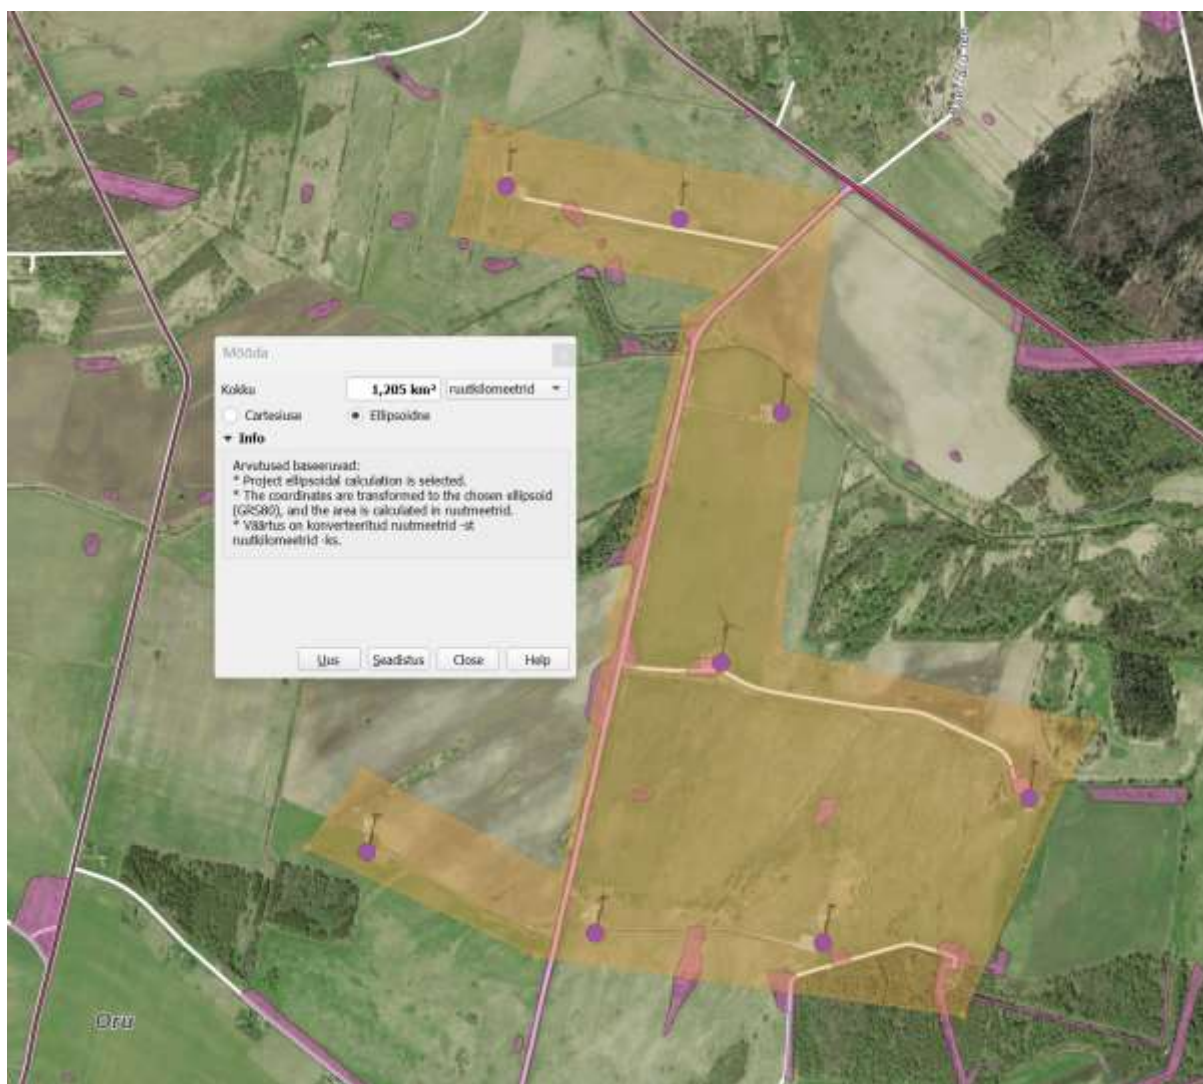 Mõõda
Kokku 1,205 km² ruutkilomeetrid
Cartesiuse Ellipsoidne
Info
Arvutused baseeruvad:
* Project ellipsoidal calculation is selected.
* The coordinates are transformed to the chosen ellipsoid
(GRS80), and the area is calculated in ruutmeetrid.
* Väärtus on konverteeritud ruutmeetrid -st
ruutkilomeetrid -ks.
Uus Seadistus Close Help
Oru